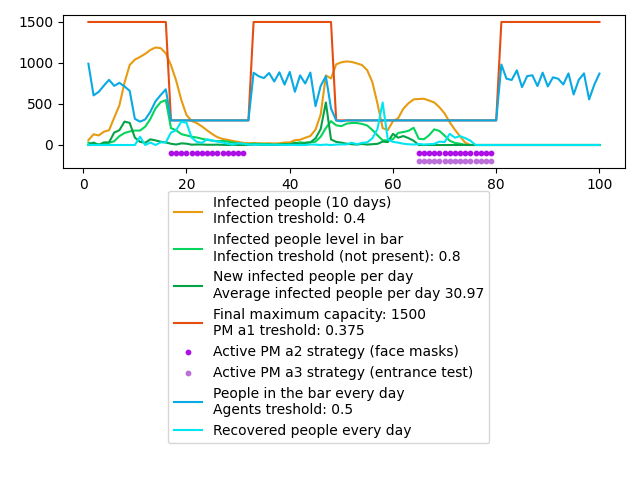 1500
1000
500
0
0 20 40 60 80 100
Infected people (10 days)
Infection treshold: 0.4
Infected people level in bar
Infection treshold (not present): 0.8
New infected people per day
Average infected people per day 30.97
Final maximum capacity: 1500
PM a1 treshold: 0.375
Active PM a2 strategy (face masks)
Active PM a3 strategy (entrance test)
People in the bar every day
Agents treshold: 0.5
Recovered people every day